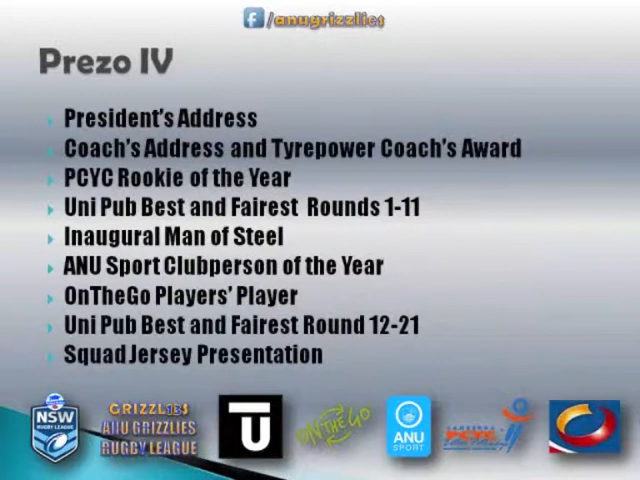 /anugrizzlies
Prezo IV
President's Address
Coach's Address and Tyrepower Coach's Award
PCYC Rookie of the Year
Uni Pub Best and Fairest Rounds 1-11
Inaugural Man of Steel
ANU Sport Clubperson of the Year
OnTheGo Players' Player
Uni Pub Best and Fairest Round 12-21
Squad Jersey Presentation
NSW
RUGBY LEAGUE
ANU GRIZZLIES
RUGBY LEAGUE
ON THE GO
ANU
SPORT
PCYC